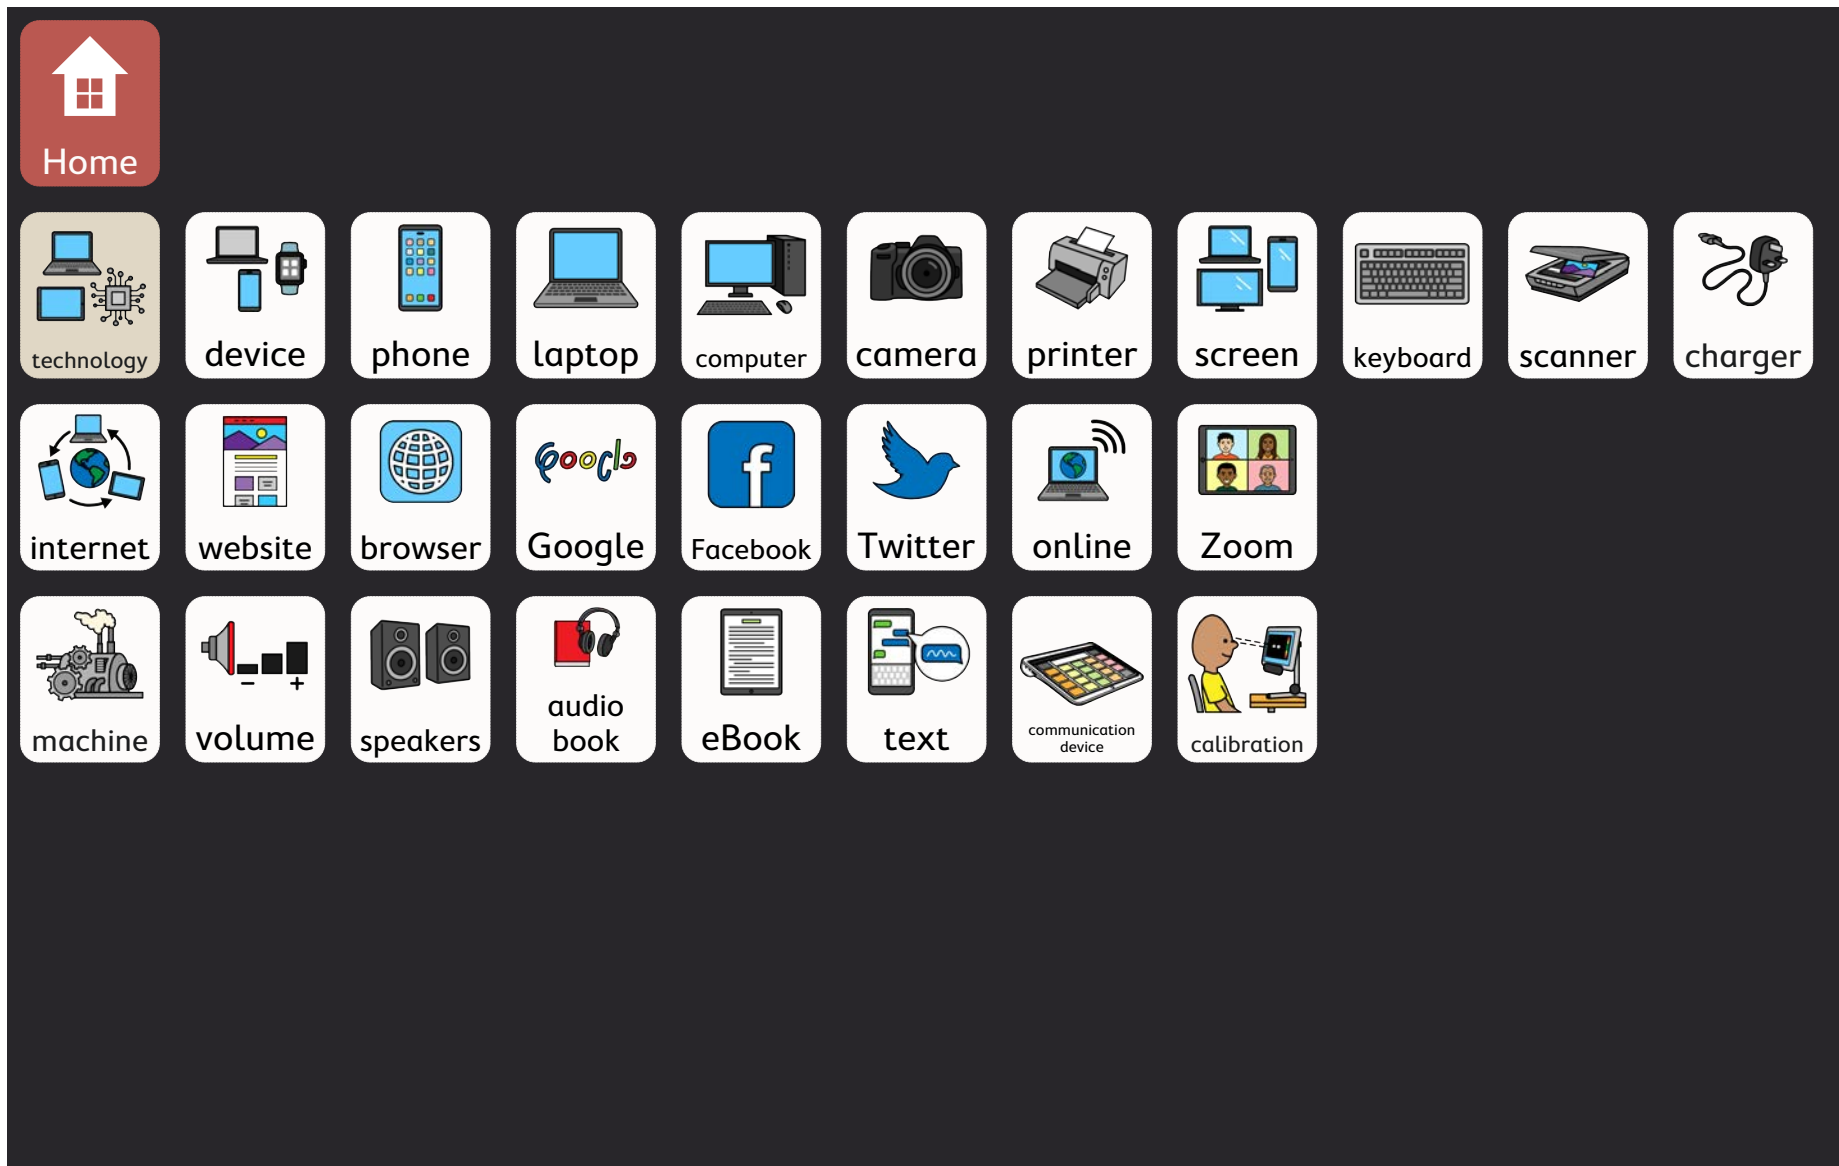 Home
technology
device
phone
laptop
computer
camera
printer
screen
keyboard
scanner
charger
internet
website
browser
Google
Facebook
Twitter
online
Zoom
machine
volume
speakers
audio
book
eBook
text
communication
device
calibration